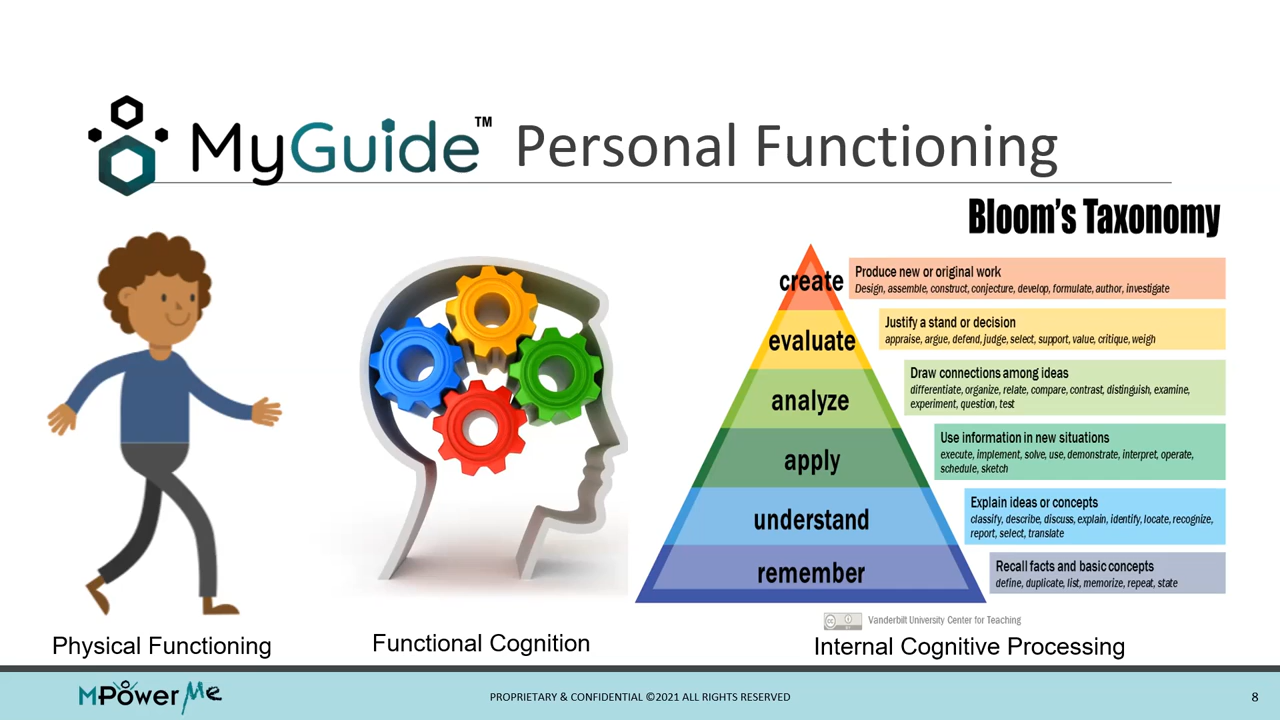 MyGuide™ Personal Functioning
Bloom's Taxonomy
create
Produce new or original work
Design, assemble, construct, conjecture, develop, formulate, author, investigate
evaluate
Justify a stand or decision
appraise, argue, defend, judge, select, support, value, critique, weigh
analyze
Draw connections among ideas
differentiate, organize, relate, compare, contrast, distinguish, examine,
experiment, question, test
apply
Use information in new situations
execute, implement, solve, use, demonstrate, interpret, operate,
schedule, sketch
understand
Explain ideas or concepts
classify, describe, discuss, explain, identify, locate, recognize,
report, select, translate
remember
Recall facts and basic concepts
define, duplicate, list, memorize, repeat, state
Vanderbilt University Center for Teaching
Physical Functioning
Functional Cognition
Internal Cognitive Processing
MPower Me
PROPRIETARY & CONFIDENTIAL ©2021 ALL RIGHTS RESERVED
8